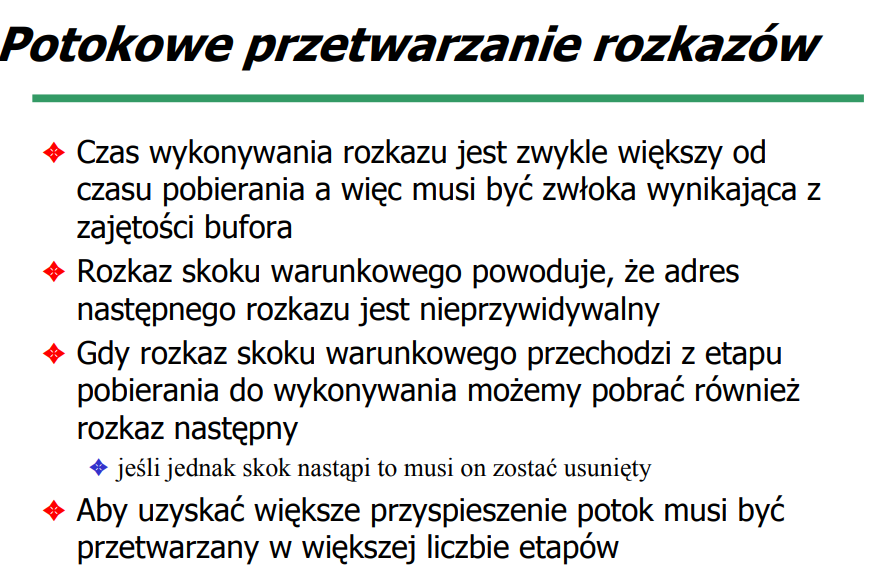 Potokowe przetwarzanie rozkazów
Czas wykonywania rozkazu jest zwykle większy od
czasu pobierania a więc musi być zwłoka wynikająca z
zajętości bufora
Rozkaz skoku warunkowego powoduje, że adres
następnego rozkazu jest nieprzywidywalny
Gdy rozkaz skoku warunkowego przechodzi z etapu
pobierania do wykonywania możemy pobrać również
rozkaz następny
jeśli jednak skok nastąpi to musi on zostać usunięty
Aby uzyskać większe przyspieszenie potok musi być
przetwarzany w większej liczbie etapów